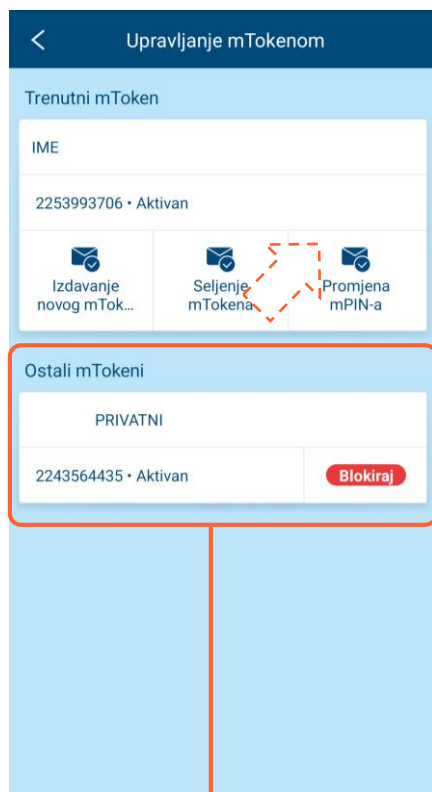 Upravljanje mTokenom
Trenutni mToken
IME
2253993706 • Aktivan
Izdavanje
novog mTok...
Seljenje
mTokena
Promjena
mPIN-a
Ostali mTokeni
PRIVATNI
2243564435 • Aktivan
Blokiraj